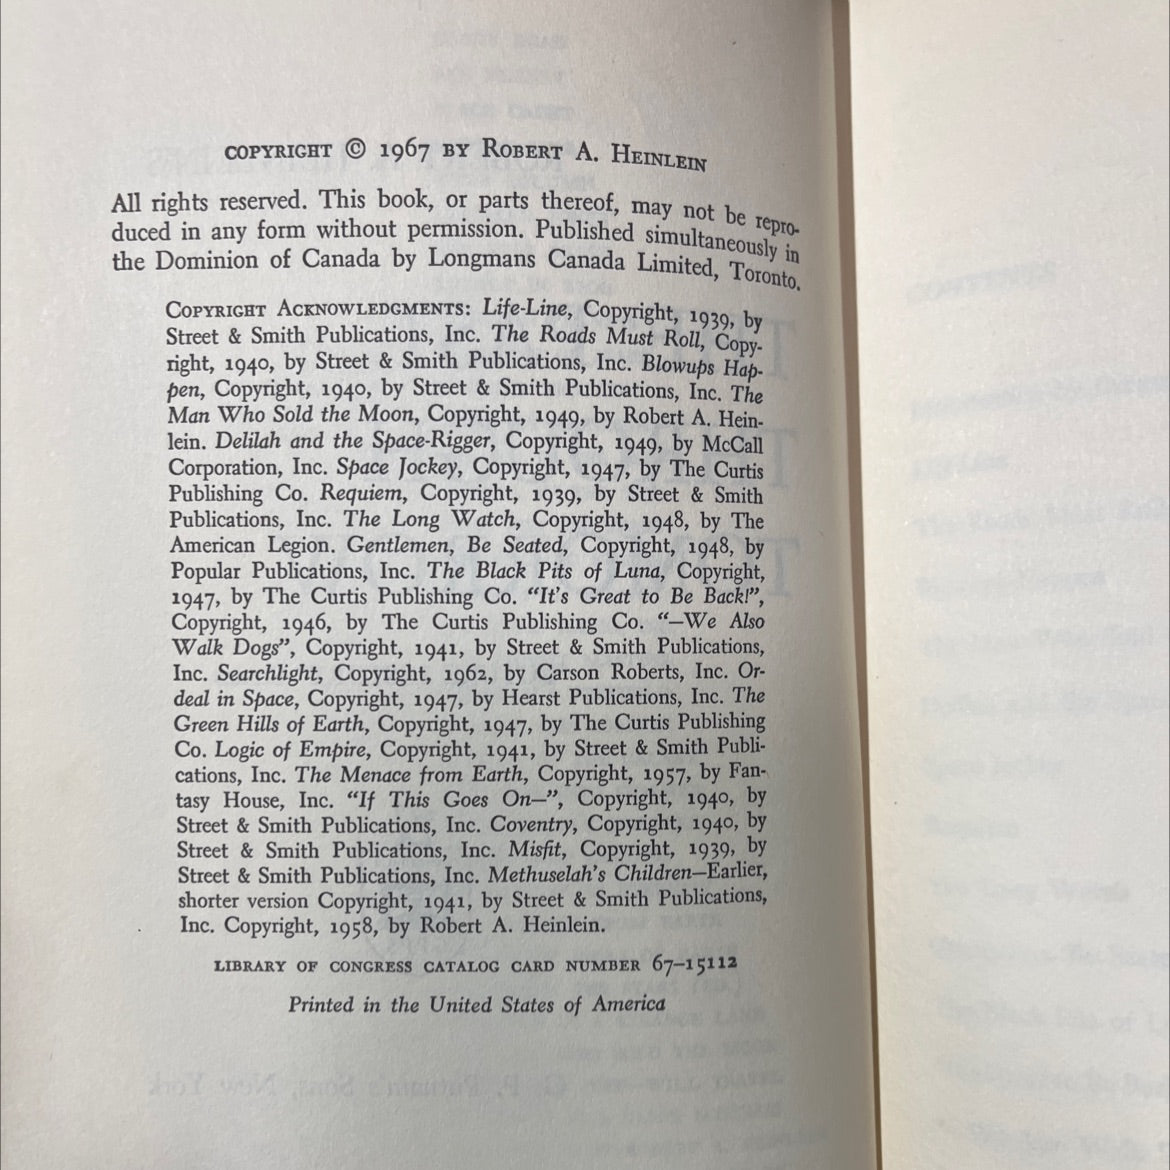 COPYRIGHT © 1967 BY ROBERT A. HEINLEIN
All rights reserved. This book, or parts thereof, may not be repro-
duced in any form without permission. Published simultaneously in
the Dominion of Canada by Longmans Canada Limited, Toronto.
COPYRIGHT ACKNOWLEDGMENTS: Life-Line, Copyright, 1939, by
Street & Smith Publications, Inc. The Roads Must Roll, Copy-
right, 1940, by Street & Smith Publications, Inc. Blowups Hap-
pen, Copyright, 1940, by Street & Smith Publications, Inc. The
Man Who Sold the Moon, Copyright, 1949, by Robert A. Hein-
lein. Delilah and the Space-Rigger, Copyright, 1949, by McCall
Corporation, Inc. Space Jockey, Copyright, 1947, by The Curtis
Publishing Co. Requiem, Copyright, 1939, by Street & Smith
Publications, Inc. The Long Watch, Copyright, 1948, by The
American Legion. Gentlemen, Be Seated, Copyright, 1948, by
Popular Publications, Inc. The Black Pits of Luna, Copyright,
1947, by The Curtis Publishing Co. “It’s Great to Be Back!”,
Copyright, 1946, by The Curtis Publishing Co. “—We Also
Walk Dogs”, Copyright, 1941, by Street & Smith Publications,
Inc. Searchlight, Copyright, 1962, by Carson Roberts, Inc. Or-
deal in Space, Copyright, 1947, by Hearst Publications, Inc. The
Green Hills of Earth, Copyright, 1947, by The Curtis Publishing
Co. Logic of Empire, Copyright, 1941, by Street & Smith Publi-
cations, Inc. The Menace from Earth, Copyright, 1957, by Fan-
tasy House, Inc. “If This Goes On—”, Copyright, 1940, by
Street & Smith Publications, Inc. Coventry, Copyright, 1940, by
Street & Smith Publications, Inc. Misfit, Copyright, 1939, by
Street & Smith Publications, Inc. Methuselah’s Children—Earlier,
shorter version Copyright, 1941, by Street & Smith Publications,
Inc. Copyright, 1958, by Robert A. Heinlein.
LIBRARY OF CONGRESS CATALOG CARD NUMBER 67–15112
Printed in the United States of America